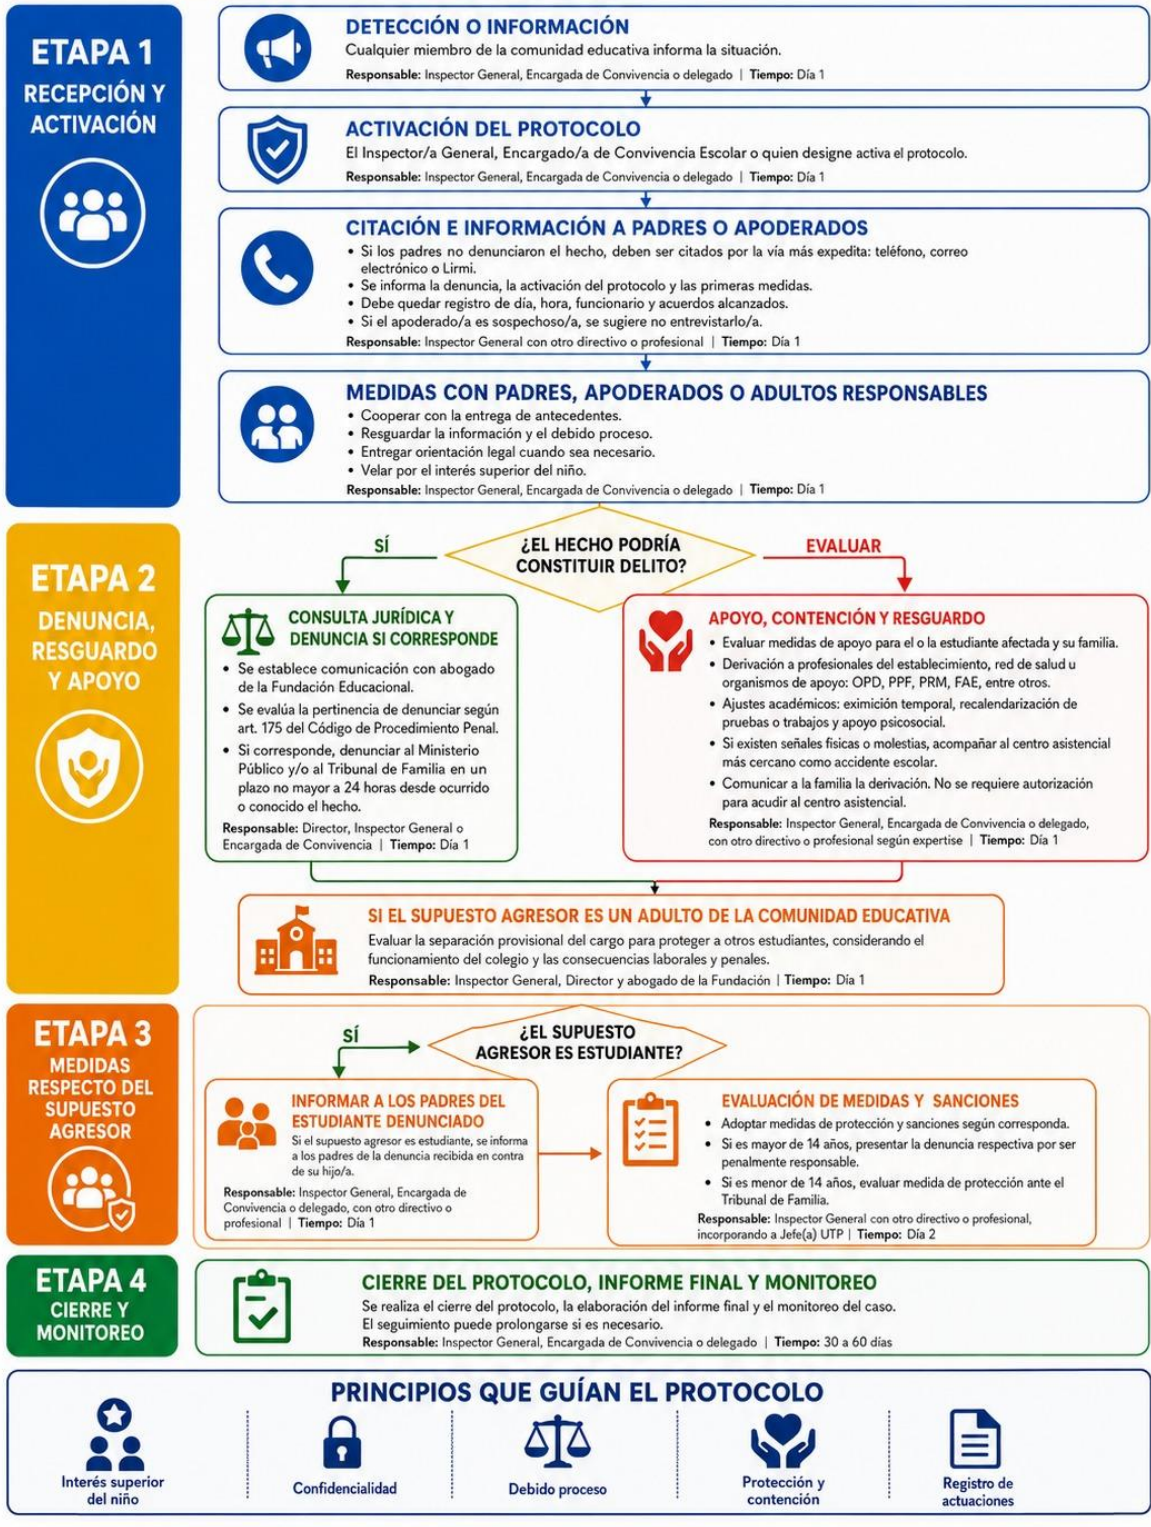 ETAPA 1
RECEPCIÓN Y
ACTIVACIÓN
DETECCIÓN O INFORMACIÓN
Cualquier miembro de la comunidad educativa informa la situación.
Responsable: Inspector General, Encargada de Convivencia o delegado | Tiempo: Día 1
ACTIVACIÓN DEL PROTOCOLO
El Inspector/a General, Encargado/a de Convivencia Escolar o quien designe activa el protocolo.
Responsable: Inspector General, Encargada de Convivencia o delegado | Tiempo: Día 1
CITACIÓN E INFORMACIÓN A PADRES O APODERADOS
• Si los padres no denunciaron el hecho, deben ser citados por la vía más expedita: teléfono, correo
electrónico o Lirmi.
• Se informa la denuncia, la activación del protocolo y las primeras medidas.
• Debe quedar registro de día, hora, funcionario y acuerdos alcanzados.
• Si el apoderado/a es sospechoso/a, se sugiere no entrevistarlo/a.
Responsable: Inspector General con otro directivo o profesional | Tiempo: Día 1
MEDIDAS CON PADRES, APODERADOS O ADULTOS RESPONSABLES
• Cooperar con la entrega de antecedentes.
• Resguardar la información y el debido proceso.
• Entregar orientación legal cuando sea necesario.
• Velar por el interés superior del niño.
Responsable: Inspector General, Encargada de Convivencia o delegado | Tiempo: Día 1
ETAPA 2
DENUNCIA,
RESGUARDO
Y APOYO
¿EL HECHO PODRÍA
CONSTITUIR DELITO?
SÍ
EVALUAR
CONSULTA JURÍDICA Y
DENUNCIA SI CORRESPONDE
• Se establece comunicación con abogado
de la Fundación Educacional.
• Se evalúa la pertinencia de denunciar según
art. 175 del Código de Procedimiento Penal.
• Si corresponde, denunciar al Ministerio
Público y/o al Tribunal de Familia en un
plazo no mayor a 24 horas desde ocurrido
o conocido el hecho.
Responsable: Director, Inspector General o
Encargada de Convivencia | Tiempo: Día 1
APOYO, CONTENCIÓN Y RESGUARDO
• Evaluar medidas de apoyo para el o la estudiante afectada y su familia.
• Derivación a profesionales del establecimiento, red de salud u
organismos de apoyo: OPD, PPF, PRM, FAE, entre otros.
• Ajustes académicos: eximición temporal, recalendarización de
pruebas o trabajos y apoyo psicosocial.
• Si existen señales físicas o molestias, acompañar al centro asistencial
más cercano como accidente escolar.
• Comunicar a la familia la derivación. No se requiere autorización
para acudir al centro asistencial.
Responsable: Inspector General, Encargada de Convivencia o delegado,
con otro directivo o profesional según expertise | Tiempo: Día 1
SI EL SUPUESTO AGRESOR ES UN ADULTO DE LA COMUNIDAD EDUCATIVA
Evaluar la separación provisional del cargo para proteger a otros estudiantes, considerando el
funcionamiento del colegio y las consecuencias laborales y penales.
Responsable: Inspector General, Director y abogado de la Fundación | Tiempo: Día 1
ETAPA 3
MEDIDAS
RESPECTO DEL
SUPUESTO
AGRESOR
SÍ
¿EL SUPUESTO
AGRESOR ES ESTUDIANTE?
INFORMAR A LOS PADRES DEL
ESTUDIANTE DENUNCIADO
Si el supuesto agresor es estudiante, se informa
a los padres de la denuncia recibida en contra
de su hijo/a.
Responsable: Inspector General, Encargada de
Convivencia o delegado, con otro directivo o
profesional | Tiempo: Día 1
EVALUACIÓN DE MEDIDAS Y SANCIONES
• Adoptar medidas de protección y sanciones según corresponda.
• Si es mayor de 14 años, presentar la denuncia respectiva por ser
penalmente responsable.
• Si es menor de 14 años, evaluar medida de protección ante el
Tribunal de Familia.
Responsable: Inspector General con otro directivo o profesional,
incorporando a Jefe(a) UTP | Tiempo: Día 2
ETAPA 4
CIERRE Y
MONITOREO
CIERRE DEL PROTOCOLO, INFORME FINAL Y MONITOREO
Se realiza el cierre del protocolo, la elaboración del informe final y el monitoreo del caso.
El seguimiento puede prolongarse si es necesario.
Responsable: Inspector General, Encargada de Convivencia o delegado | Tiempo: 30 a 60 días
PRINCIPIOS QUE GUÍAN EL PROTOCOLO
Interés superior
del niño
Confidencialidad
Debido proceso
Protección y
contención
Registro de
actuaciones